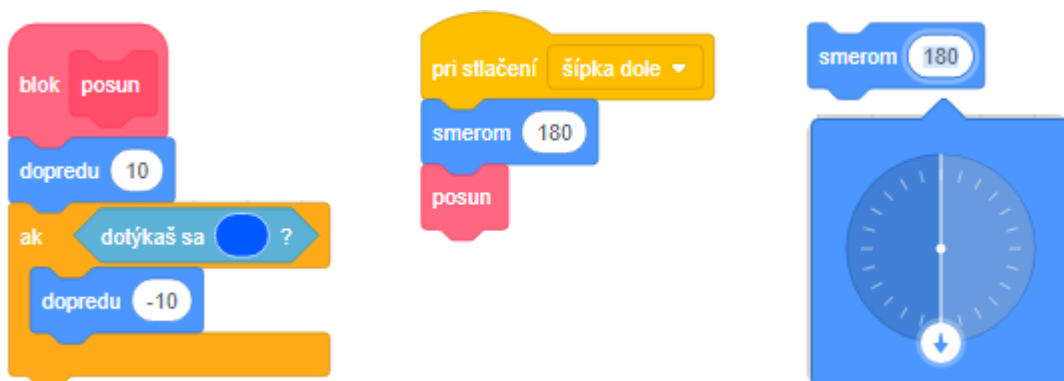 blok posun
dopredu 10
ak dotýkaš sa ?
dopredu -10
pri stlačení šípka dole
smerom 180
posun
smerom 180